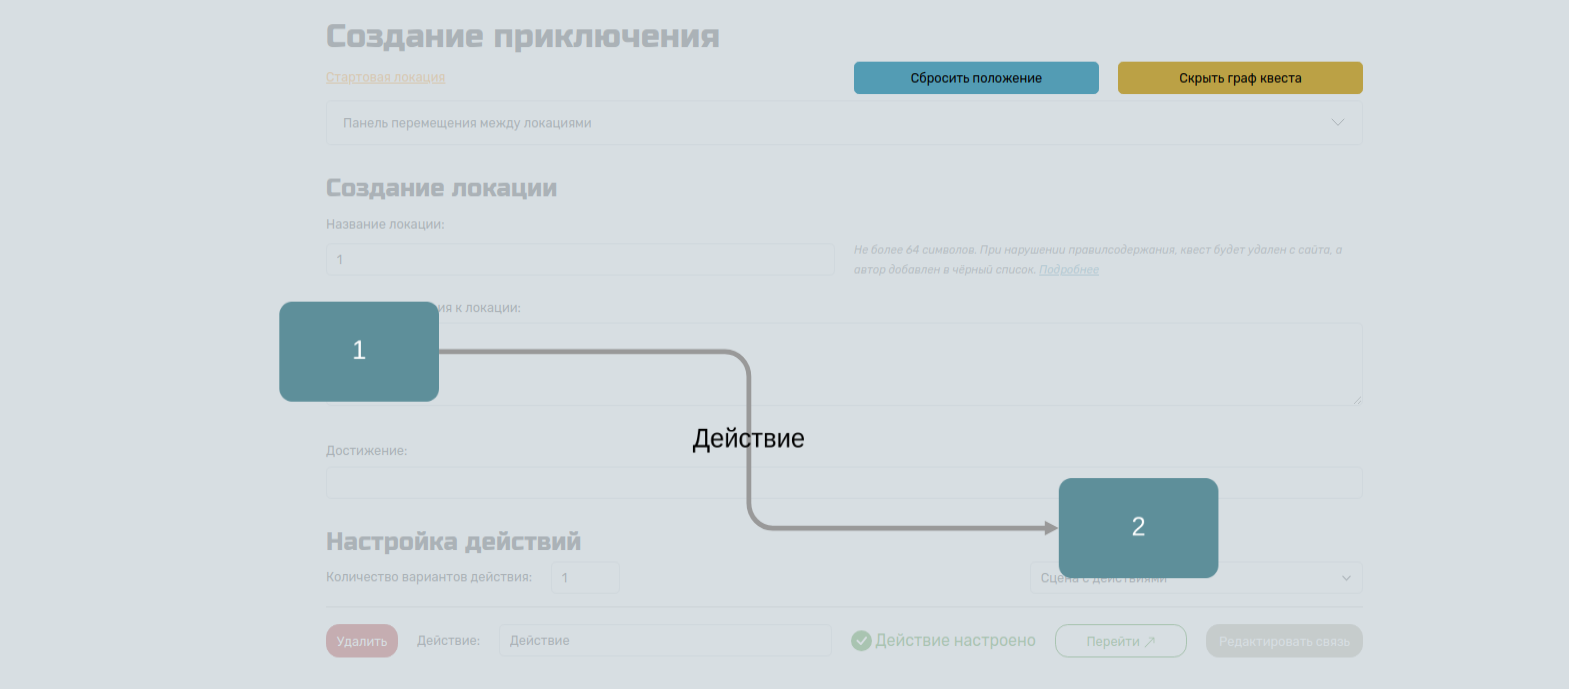 Создание приключения
Стартовая локация
Сбросить положение
Скрыть граф квеста
Панель перемещения между локациями
Создание локации
Название локации:
1
Не более 64 символов. При нарушении правилсодержания, квест будет удален с сайта, а
автор добавлен в чёрный список. Подробнее
ия к локации:
1
Действие
Достижение:
2
Настройка действий
Количество вариантов действия:
1
Сцена с действиями
Удалить
Действие:
Действие
Действие настроено
Перейти
Редактировать связь